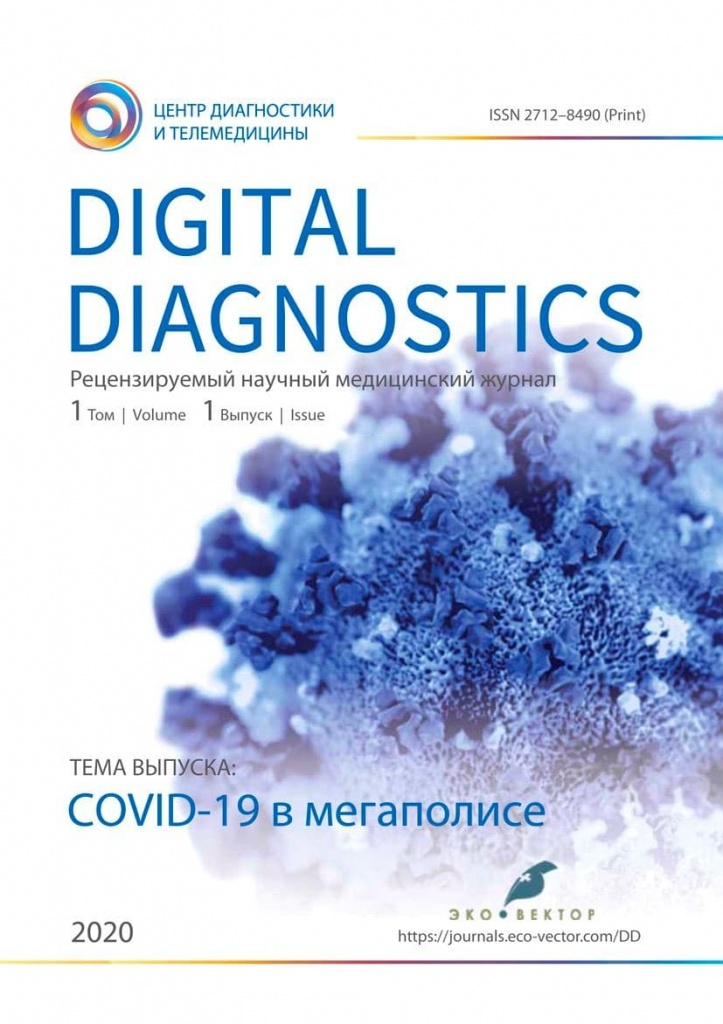 ЦЕНТР ДИАГНОСТИКИ
И ТЕЛЕМЕДИЦИНЫ
ISSN 2712–8490 (Print)
DIGITAL
DIAGNOSTICS
Рецензируемый научный медицинский журнал
1 Том | Volume 1 Выпуск | Issue
ТЕМА ВЫПУСКА:
COVID-19 в мегаполисе
ЭКО • ВЕКТОР
2020
https://journals.eco-vector.com/DD